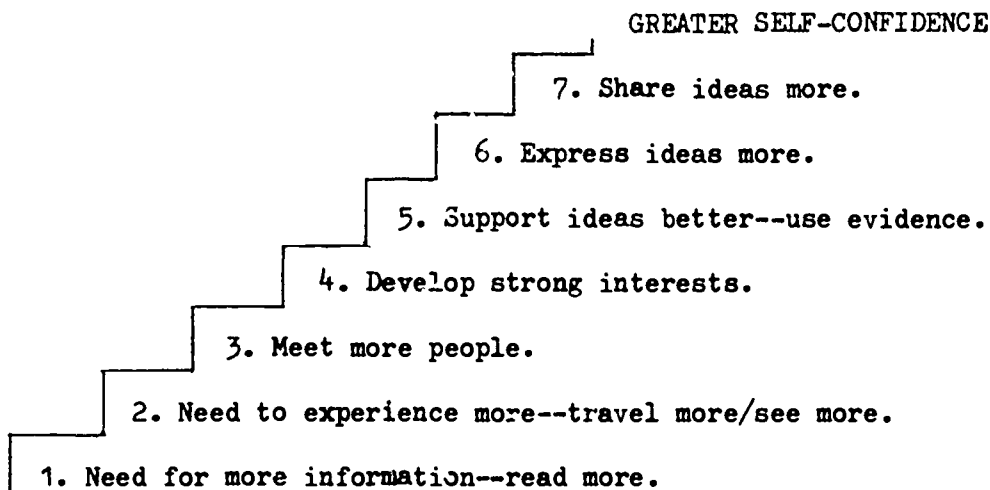 GREATER SELF-CONFIDENCE
7. Share ideas more.
6. Express ideas more.
5. Support ideas better--use evidence.
4. Develop strong interests.
3. Meet more people.
2. Need to experience more--travel more/see more.
1. Need for more information--read more.